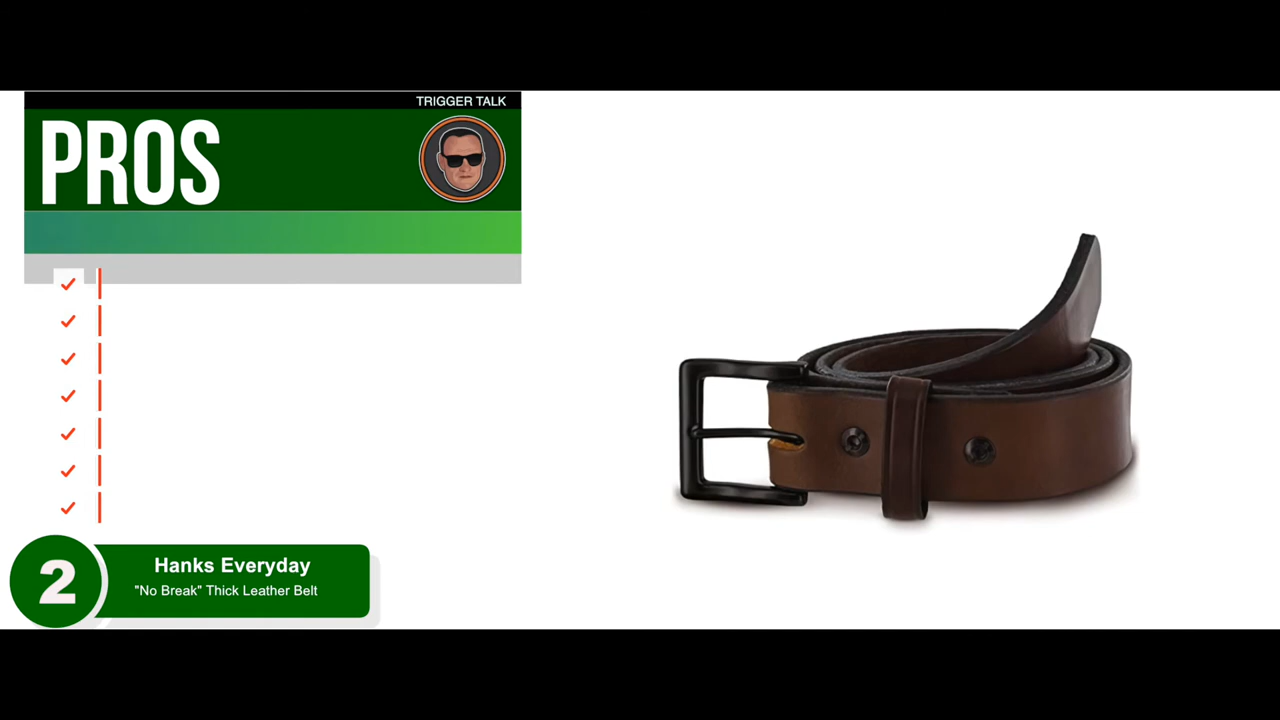 TRIGGER TALK
PROS
2
Hanks Everyday
"No Break" Thick Leather Belt